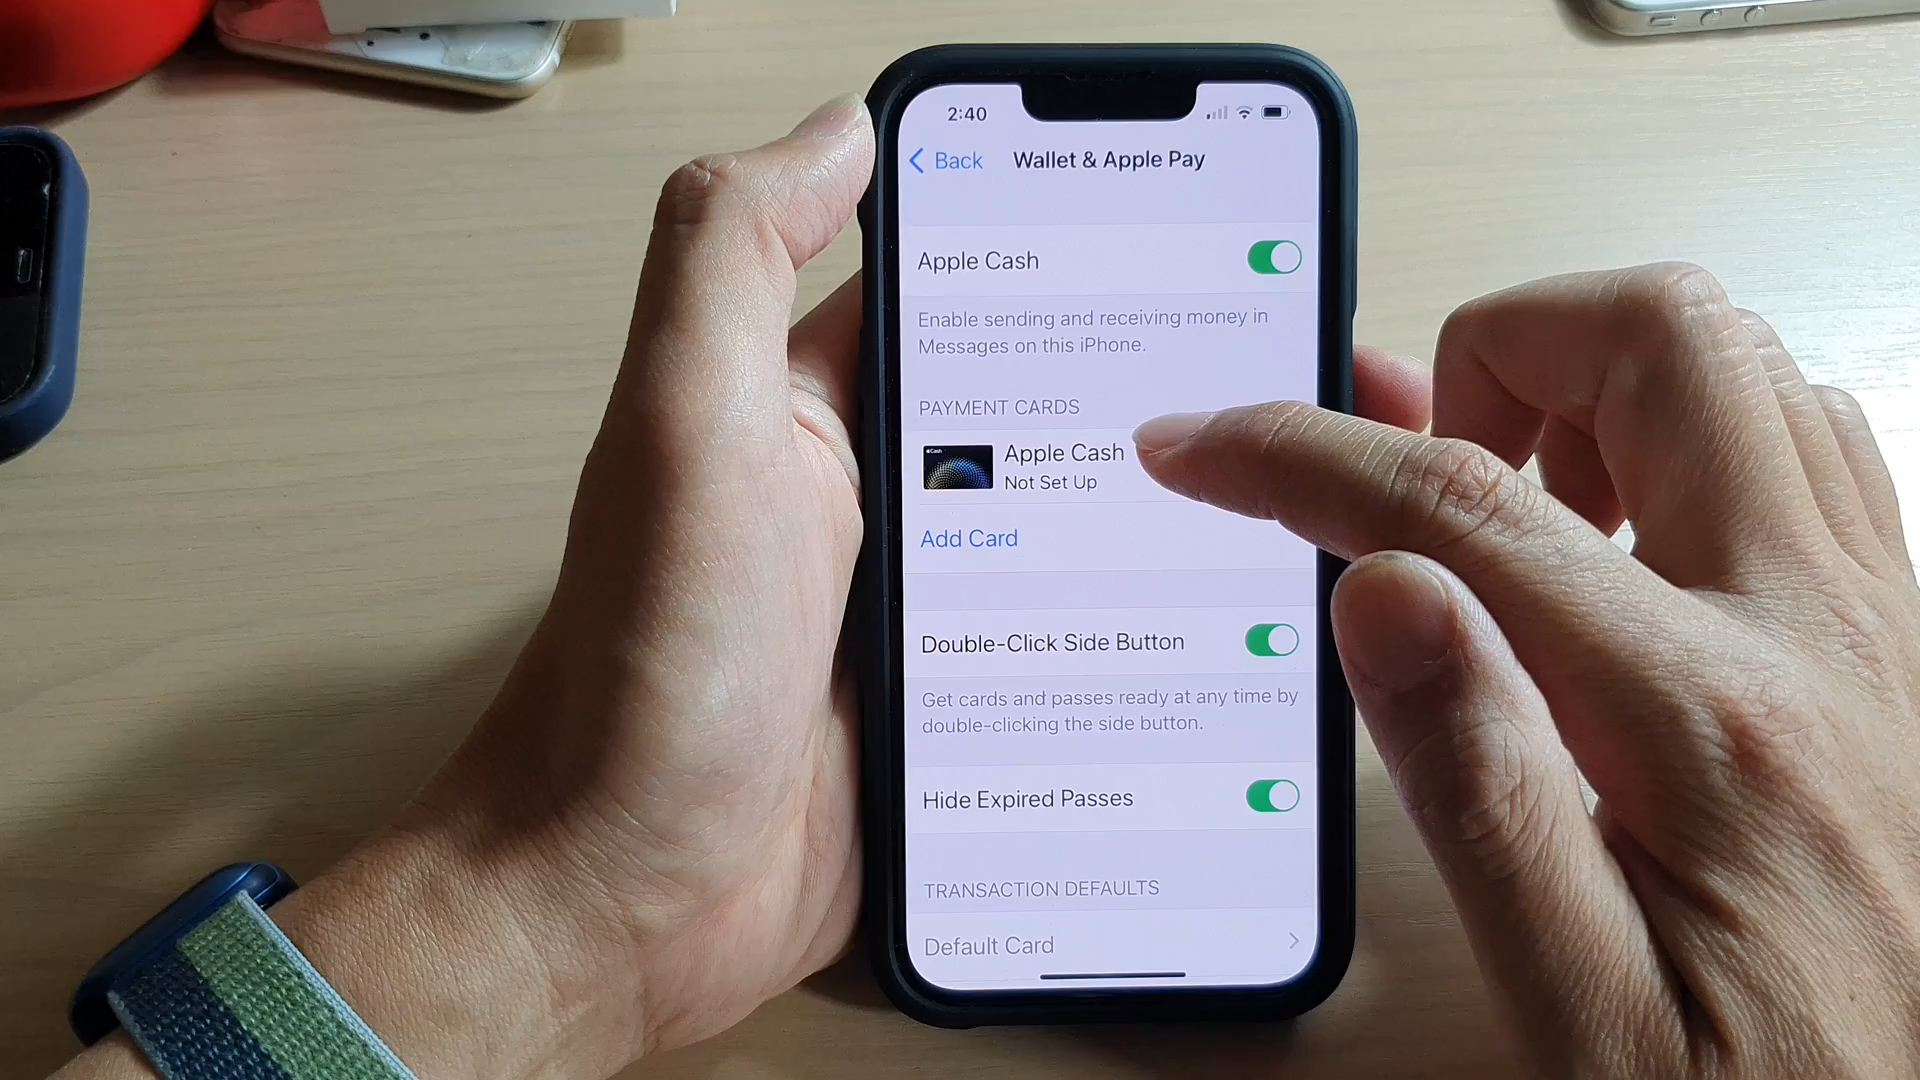 2:40
Back Wallet & Apple Pay
Apple Cash
Enable sending and receiving money in
Messages on this iPhone.
PAYMENT CARDS
Cash
Apple Cash
Not Set Up
Add Card
Double-Click Side Button
Get cards and passes ready at any time by
double-clicking the side button.
Hide Expired Passes
TRANSACTION DEFAULTS
Default Card